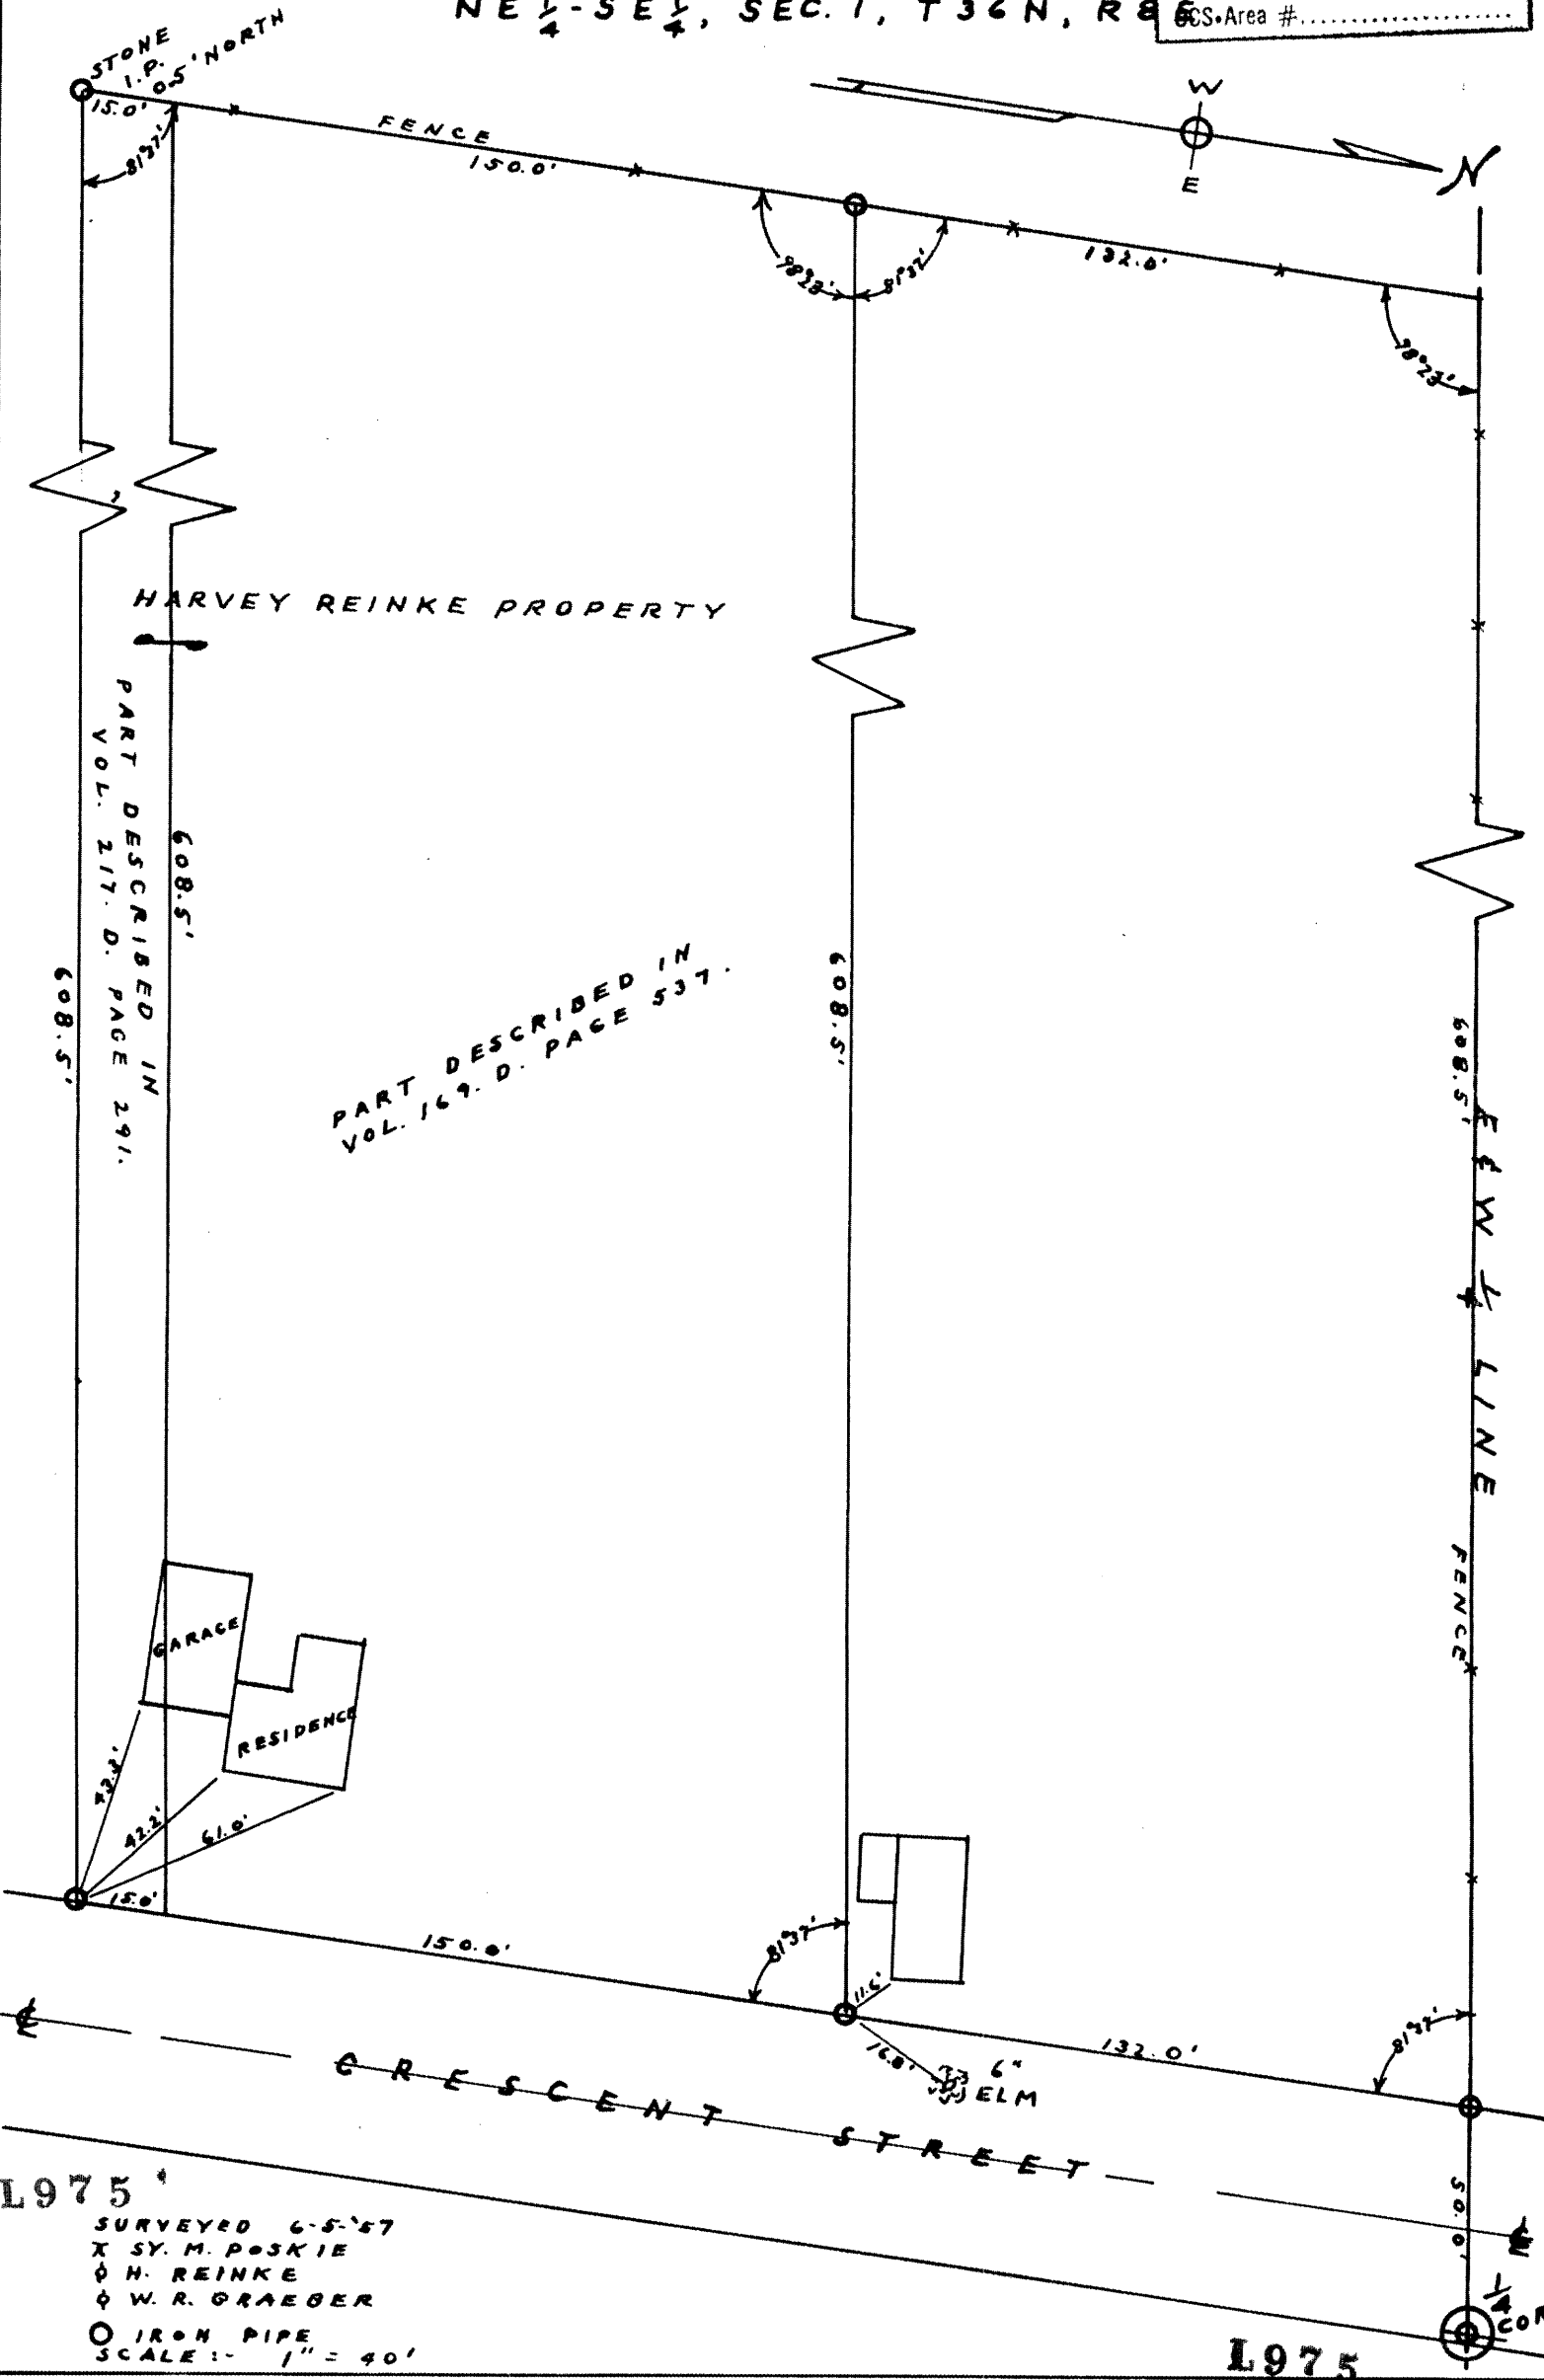 NE 1/4 - SE 1/4, SEC. 1, T 36 N, R 8 E
CCS•Area #
STONE
I.P.
0.5' NORTH
15.0'
81°37'
FENCE
150.0'
W
E
N
98°23'
81°37'
132.0'
98°23'
HARVEY REINKE PROPERTY
PART DESCRIBED IN
VOL. 217. D. PAGE 291.
608.5'
608.5'
PART DESCRIBED IN
VOL. 169. D. PAGE 537.
608.5'
608.5'
E & W 1/4 LINE
FENCE
GARAGE
RESIDENCE
42.2'
61.0'
15.0'
150.0'
81°37'
11.6'
16.8'
6"
ELM
132.0'
81°37'
CRESCENT STREET
50.0'
1/4
COR
L975
SURVEYED 6-5-'57
SY. M. POSKIE
H. REINKE
W. R. GRAEBER
IRON PIPE
SCALE :- 1" = 40'
L975